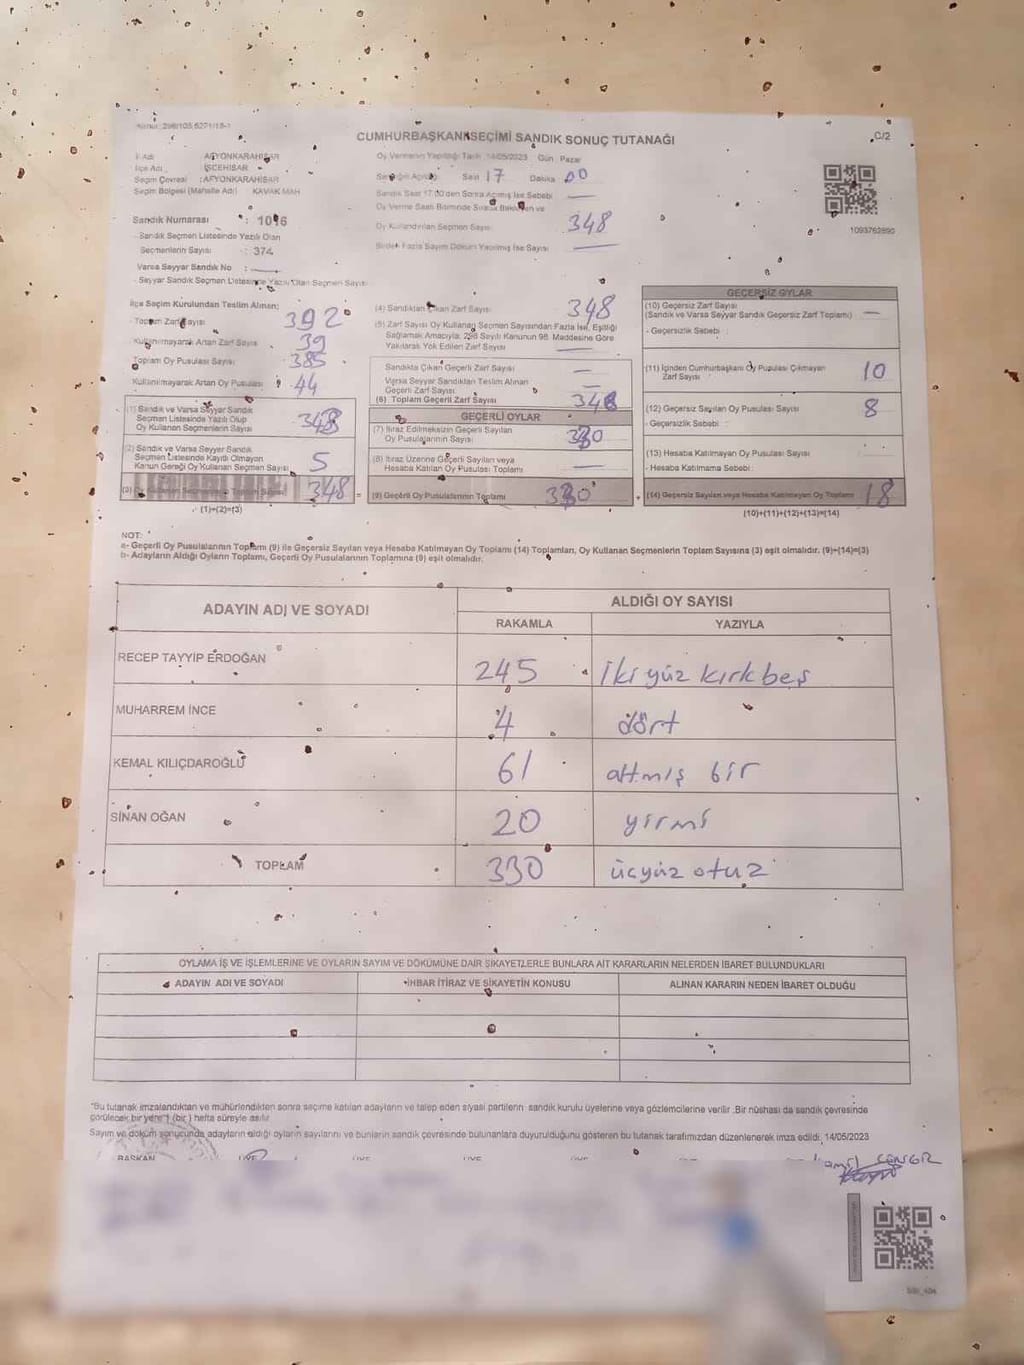 CUMHURBAŞKANI SEÇİMİ SANDIK SONUÇ TUTANAĞI
C/2
İl Adı : AFYONKARAHİSAR
İlçe Adı : İSCEHİSAR
Seçim Çevresi : AFYONKARAHİSAR
Seçim Bölgesi (Mahalle Adı) KAVAK MAH
Sandık Numarası : 1016
Sandık Seçmen Listesinde Yazılı Olan
Seçmenlerin Sayısı : 374
Varsa Seyyar Sandık No :
Seyyar Sandık Seçmen Listesinde Yazılı Olan Seçmen Sayısı
Oy Vermenin Yapıldığı Tarih 14/05/2023 Gün Pazar
Saat 17 Dakika 00
Sandık Saat 17.00'den Sonra Açılmış İse Sebebi
Oy Verme Saati Bitiminde Sırada Bekleyen ve
Oy Kullandırılan Seçmen Sayısı 348
Birden Fazla Sayım Döküm Yapılmış İse Sayısı
1093762890
İlçe Seçim Kurulundan Teslim Alınan;
Toplam Zarf Sayısı 392
Kullanılmayarak Artan Zarf Sayısı 39
Toplam Oy Pusulası Sayısı 385
Kullanılmayarak Artan Oy Pusulası 44
(1) Sandık ve Varsa Seyyar Sandık
Seçmen Listesinde Yazılı Olup
Oy Kullanan Seçmenlerin Sayısı
(2) Sandık ve Varsa Seyyar Sandık
Seçmen Listesinde Kayıtlı Olmayan
Kanun Gereği Oy Kullanan Seçmen Sayısı 5
(3) Oy Kullanan Seçmenlerin Toplam Sayısı 348
(1)+(2)=(3)
(4) Sandıktan Çıkan Zarf Sayısı 348
(5) Zarf Sayısı Oy Kullanan Seçmen Sayısından Fazla İse, Eşitliği
Sağlamak Amacıyla, 298 Sayılı Kanunun 98. Maddesine Göre
Yakılarak Yok Edilen Zarf Sayısı
Sandıkta Çıkan Geçerli Zarf Sayısı
Varsa Seyyar Sandıktan Teslim Alınan
Geçerli Zarf Sayısı
(6) Toplam Geçerli Zarf Sayısı 348
GEÇERLİ OYLAR
(7) İtiraz Edilmeksizin Geçerli Sayılan
Oy Pusulalarının Sayısı 330
(8) İtiraz Üzerine Geçerli Sayılan veya
Hesaba Katılan Oy Pusulası Toplamı
(9) Geçerli Oy Pusulalarının Toplamı 330
GEÇERSİZ OYLAR
(10) Geçersiz Zarf Sayısı
(Sandık ve Varsa Seyyar Sandık Geçersiz Zarf Toplamı)
- Geçersizlik Sebebi :
(11) İçinden Cumhurbaşkanı Oy Pupulası Çıkmayan
Zarf Sayısı 10
(12) Geçersiz Sayılan Oy Pusulası Sayısı 8
- Geçersizlik Sebebi :
(13) Hesaba Katılmayan Oy Pusulası Sayısı
- Hesaba Katılmama Sebebi :
(14) Geçersiz Sayılan veya Hesaba Katılmayan Oy Toplamı 18
(10)+(11)+(12)+(13)=(14)
NOT:
a- Geçerli Oy Pusulalarının Toplamı (9) ile Geçersiz Sayılan veya Hesaba Katılmayan Oy Toplamı (14) Toplamları, Oy Kullanan Seçmenlerin Toplam Sayısına (3) eşit olmalıdır. (9)+(14)=(3)
b- Adayların Aldığı Oyların Toplamı, Geçerli Oy Pusulalarının Toplamına (9) eşit olmalıdır.
ADAYIN ADI VE SOYADI
ALDIĞI OY SAYISI
RAKAMLA YAZIYLA
RECEP TAYYİP ERDOĞAN 245 iki yüz kırk beş
MUHARREM İNCE 4 dört
KEMAL KILIÇDAROĞLU 61 altmış bir
SİNAN OĞAN 20 yirmi
TOPLAM 330 üçyüz otuz
OYLAMA İŞ VE İŞLEMLERİNE VE OYLARIN SAYIM VE DÖKÜMÜNE DAİR ŞİKAYETLERLE BUNLARA AİT KARARLARIN NELERDEN İBARET BULUNDUKLARI
ADAYIN ADI VE SOYADI
İHBAR İTİRAZ VE ŞİKAYETİN KONUSU
ALINAN KARARIN NEDEN İBARET OLDUĞU
*Bu tutanak imzalandıktan ve mühürlendikten sonra seçime katılan adayların ve talep eden siyasi partilerin sandık kurulu üyelerine veya gözlemcilerine verilir. Bir nüshası da sandık çevresinde
görülecek bir yere 1 (bir) hafta süreyle asılır.
Sayım ve döküm sonucunda adayların aldığı oyların sayılarını ve bunların sandık çevresinde bulunanlara duyurulduğunu gösteren bu tutanak tarafımızdan düzenlenerek imza edildi. 14/05/2023
BAŞKAN ÜYE ÜYE ÜYE ÜYE